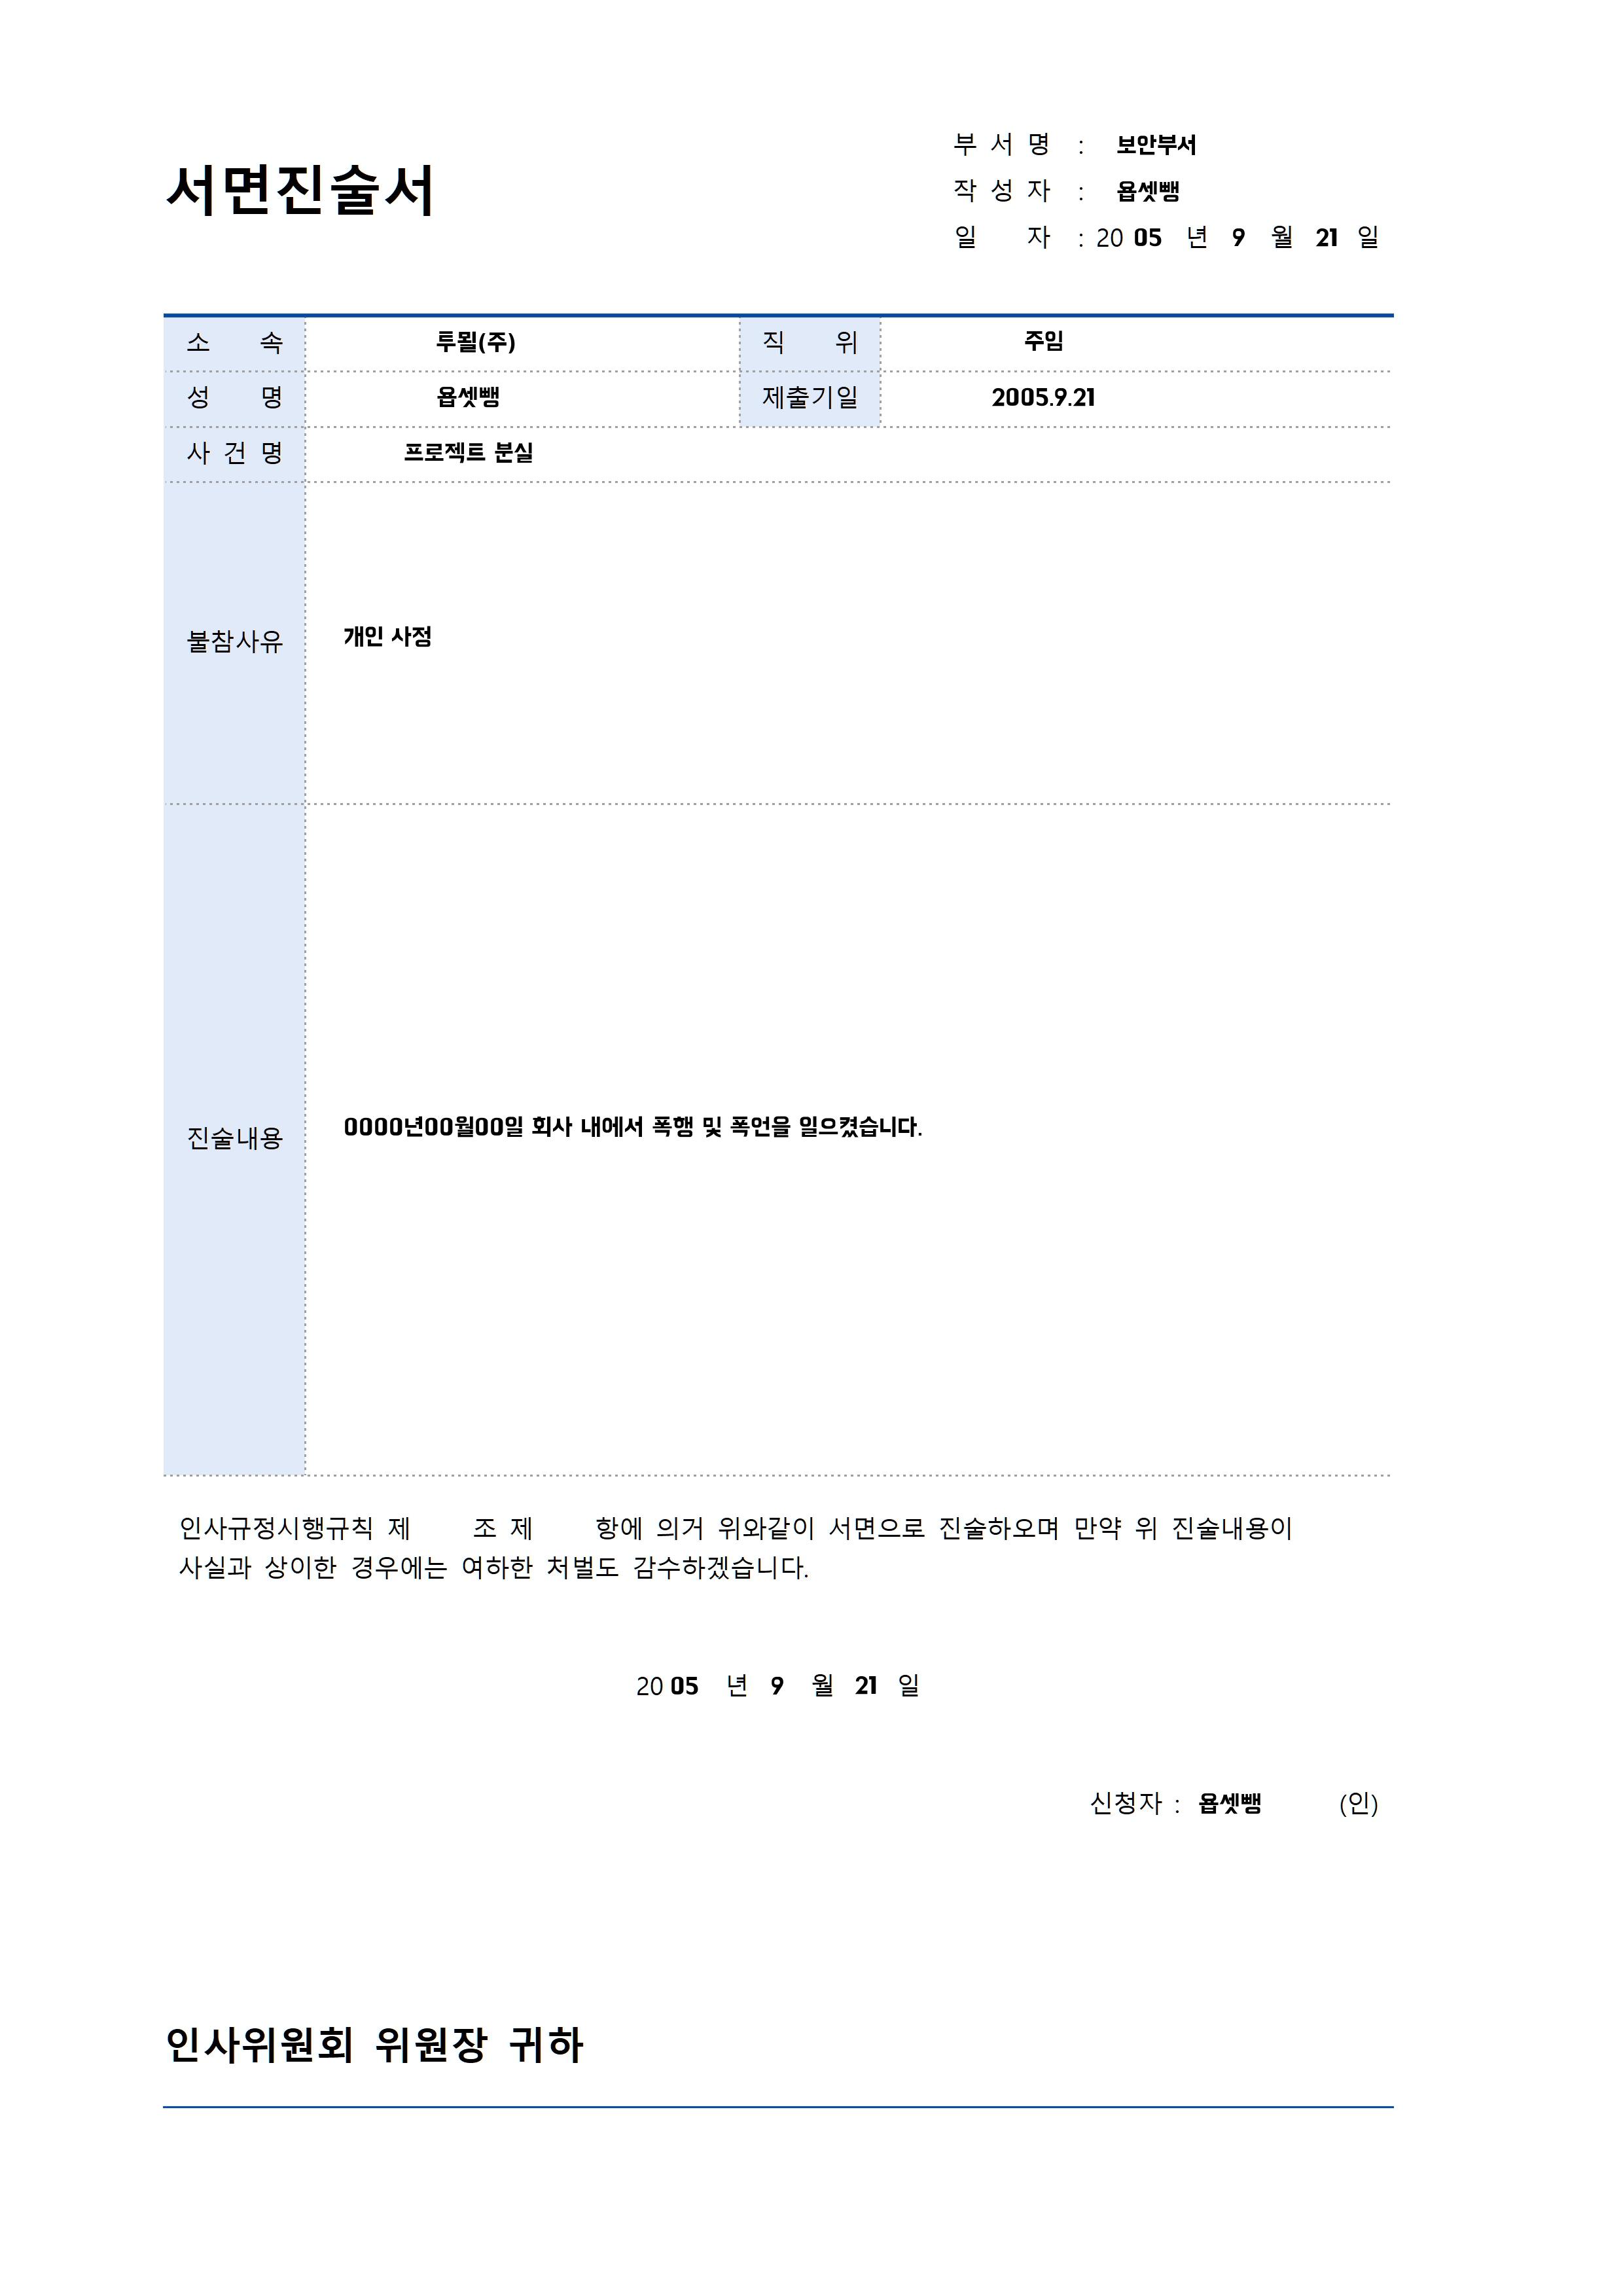 서면진술서
부 서 명 : 보안부서
작 성 자 : 욥셋뺑
일 자 : 20 05 년 9 월 21 일
소 속 투묄(주) 직 위 주임
성 명 욥셋뺑 제출기일 2005.9.21
사 건 명 프로젝트 분실
불참사유 개인 사정
진술내용 0000년00월00일 회사 내에서 폭행 및 폭언을 일으켰습니다.
인사규정시행규칙 제 조 제 항에 의거 위와같이 서면으로 진술하오며 만약 위 진술내용이
사실과 상이한 경우에는 여하한 처벌도 감수하겠습니다.
20 05 년 9 월 21 일
신청자 : 욥셋뺑 (인)
인사위원회 위원장 귀하